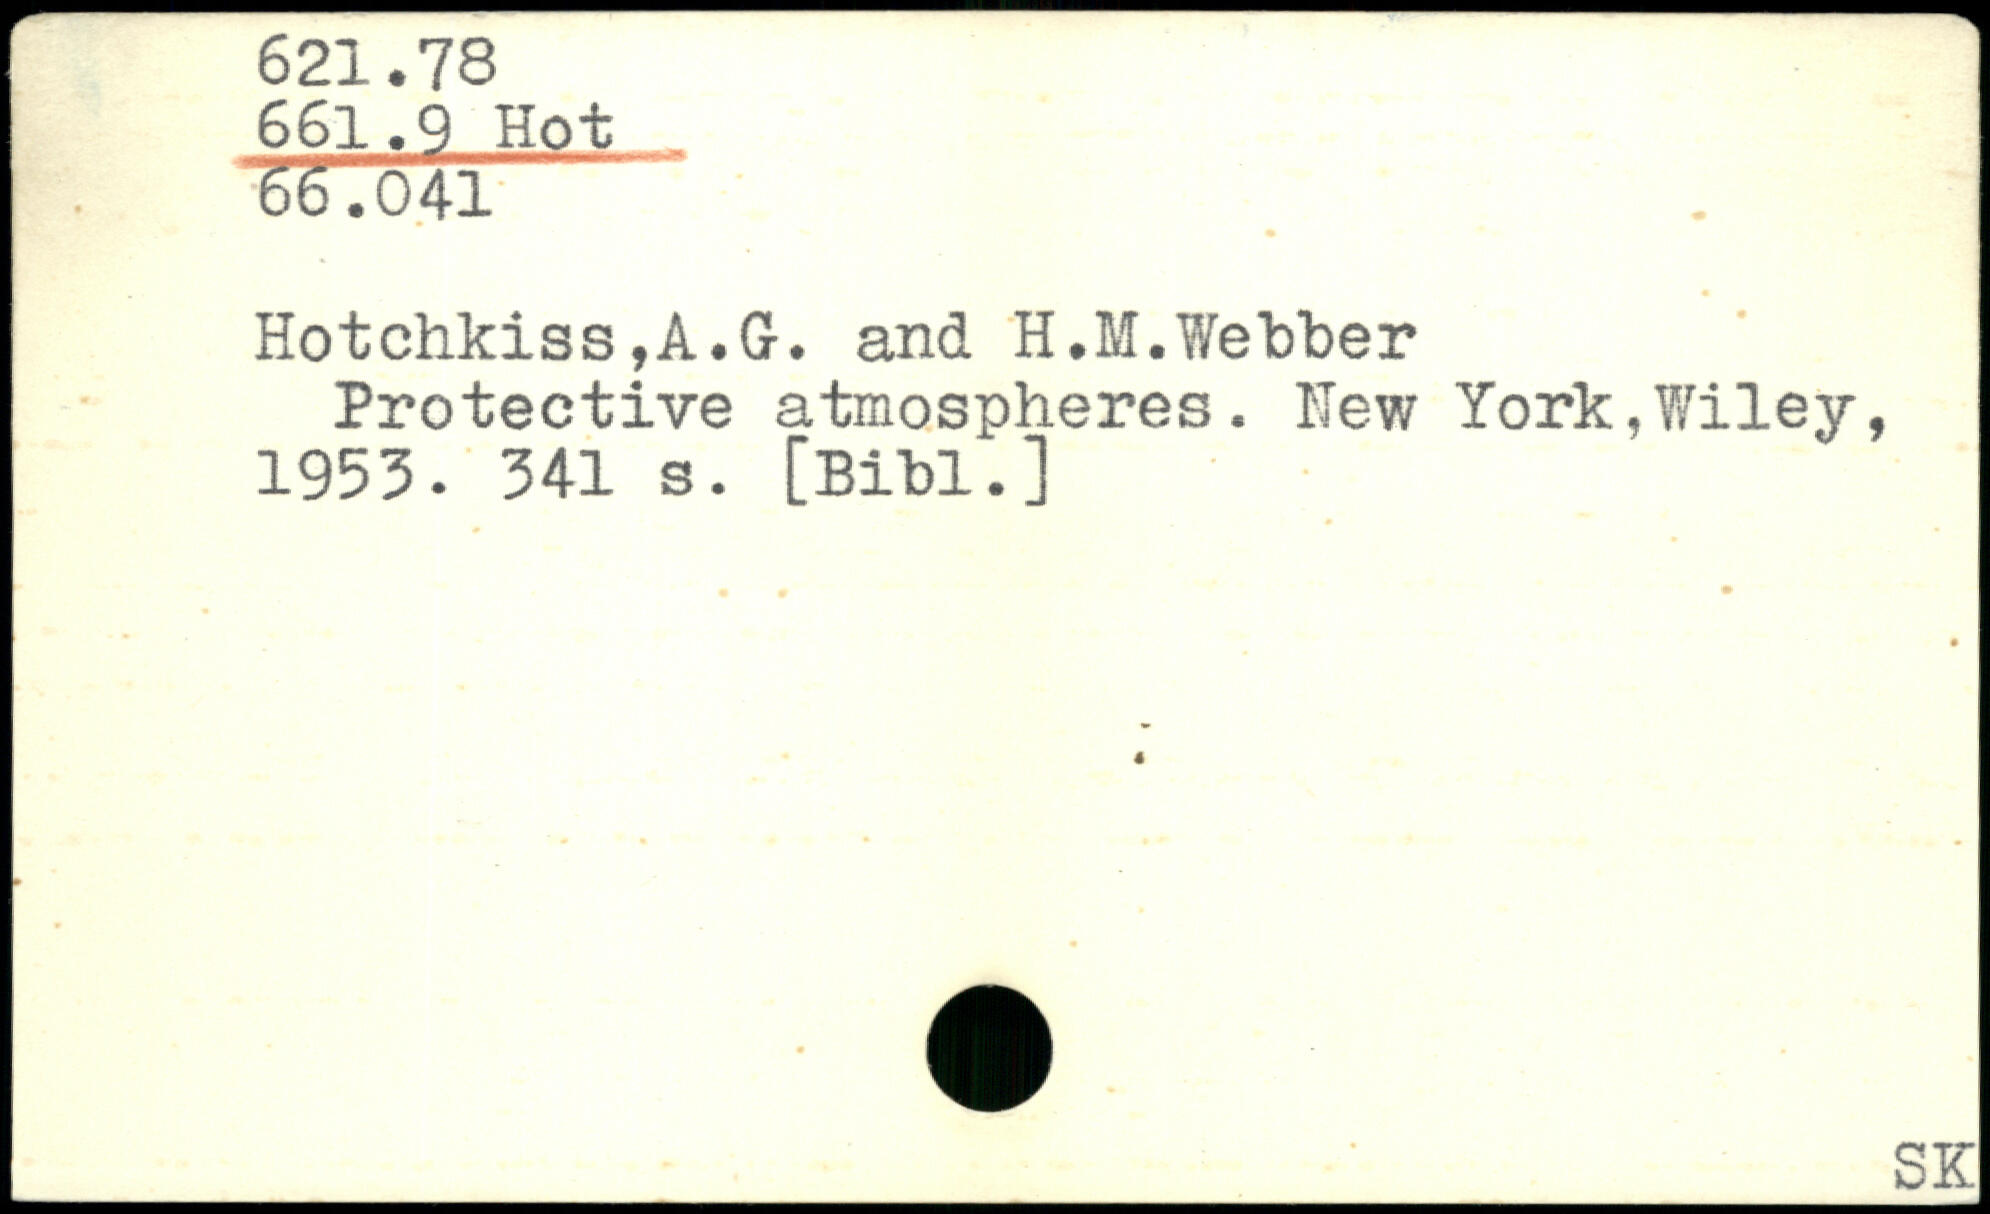 621.78
661.9 Hot
66.041
Hotchkiss,A.G. and H.M.Webber
Protective atmospheres. New York,Wiley,
1953. 341 s. [Bibl.]
SK